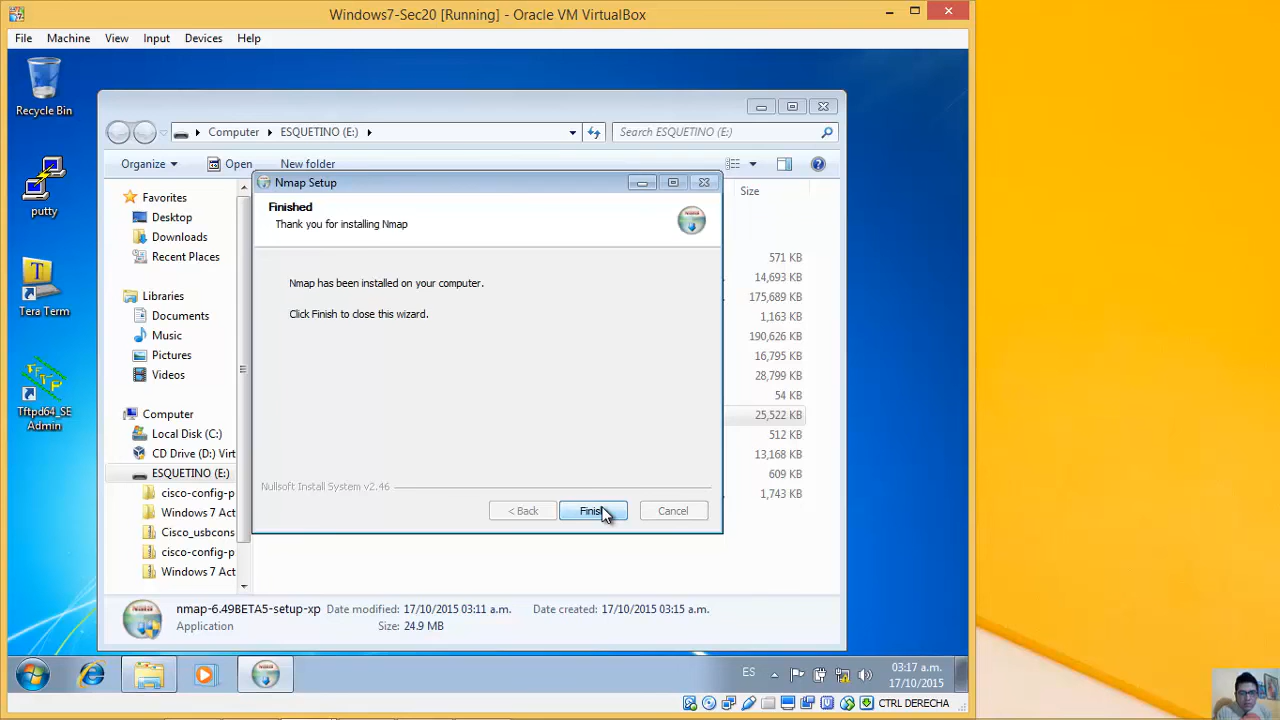 Windows7-Sec20 [Running] - Oracle VM VirtualBox
File Machine View Input Devices Help
Recycle Bin
putty
Tera Term
Tftpd64_SE
Admin
Computer ESQUETINO (E:)
Search ESQUETINO (E:)
Organize Open New folder
Favorites
Desktop
Downloads
Recent Places
Libraries
Documents
Music
Pictures
Videos
Computer
Local Disk (C:)
CD Drive (D:) Virt
ESQUETINO (E:)
cisco-config-p
Windows 7 Act
Cisco_usbcons
cisco-config-p
Windows 7 Act
Nmap Setup
Finished
Thank you for installing Nmap
Nmap has been installed on your computer.
Click Finish to close this wizard.
Nullsoft Install System v2.46
< Back Finish Cancel
Size
571 KB
14,693 KB
175,689 KB
1,163 KB
190,626 KB
16,795 KB
28,799 KB
54 KB
25,522 KB
512 KB
13,168 KB
609 KB
1,743 KB
nmap-6.49BETA5-setup-xp Date modified: 17/10/2015 03:11 a.m. Date created: 17/10/2015 03:15 a.m.
Application Size: 24.9 MB
ES
03:17 a.m.
17/10/2015
CTRL DERECHA